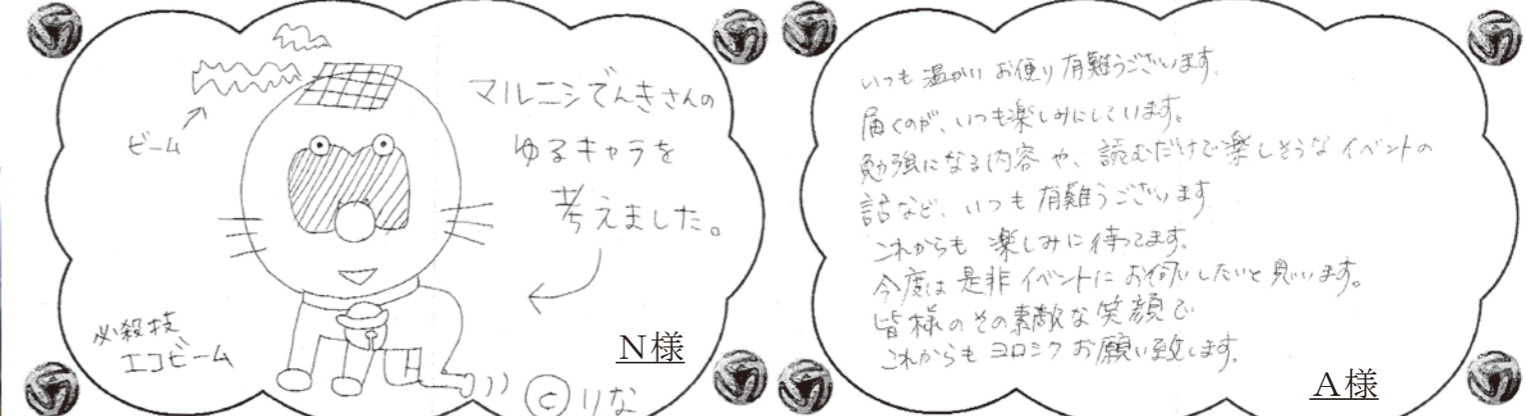 マルニシでんきさんの
ゆるキャラを
考えました。
ビーム
必殺技
エコビーム
N様
Ⓒりな
いつも温かいお便り有難うございます。
届くのが、いつも楽しみにしています。
勉強になる内容や、読むだけで楽しそうなイベントの
話など、いつも有難うございます
これからも楽しみに待ってます。
今度は是非イベントにお伺いしたいと思います。
皆様のその素敵な笑顔で
これからもヨロシクお願い致します。
A様